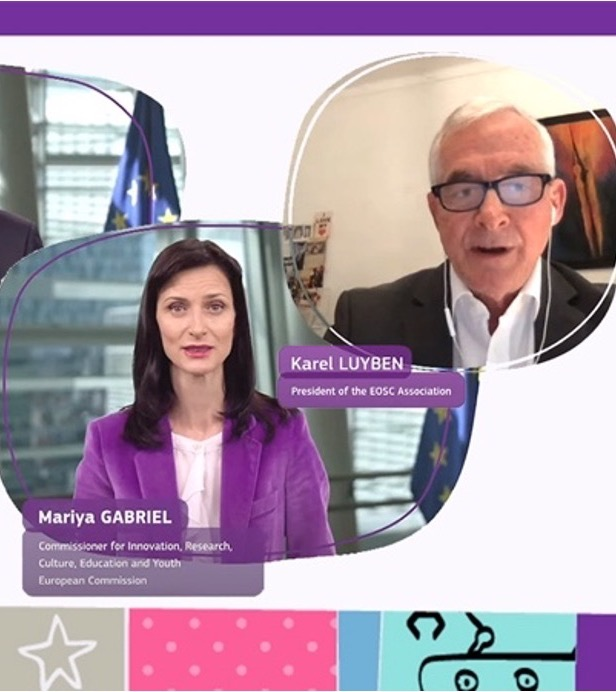 Karel LUYBEN
President of the EOSC Association
Mariya GABRIEL
Commissioner for Innovation, Research,
Culture, Education and Youth
European Commission